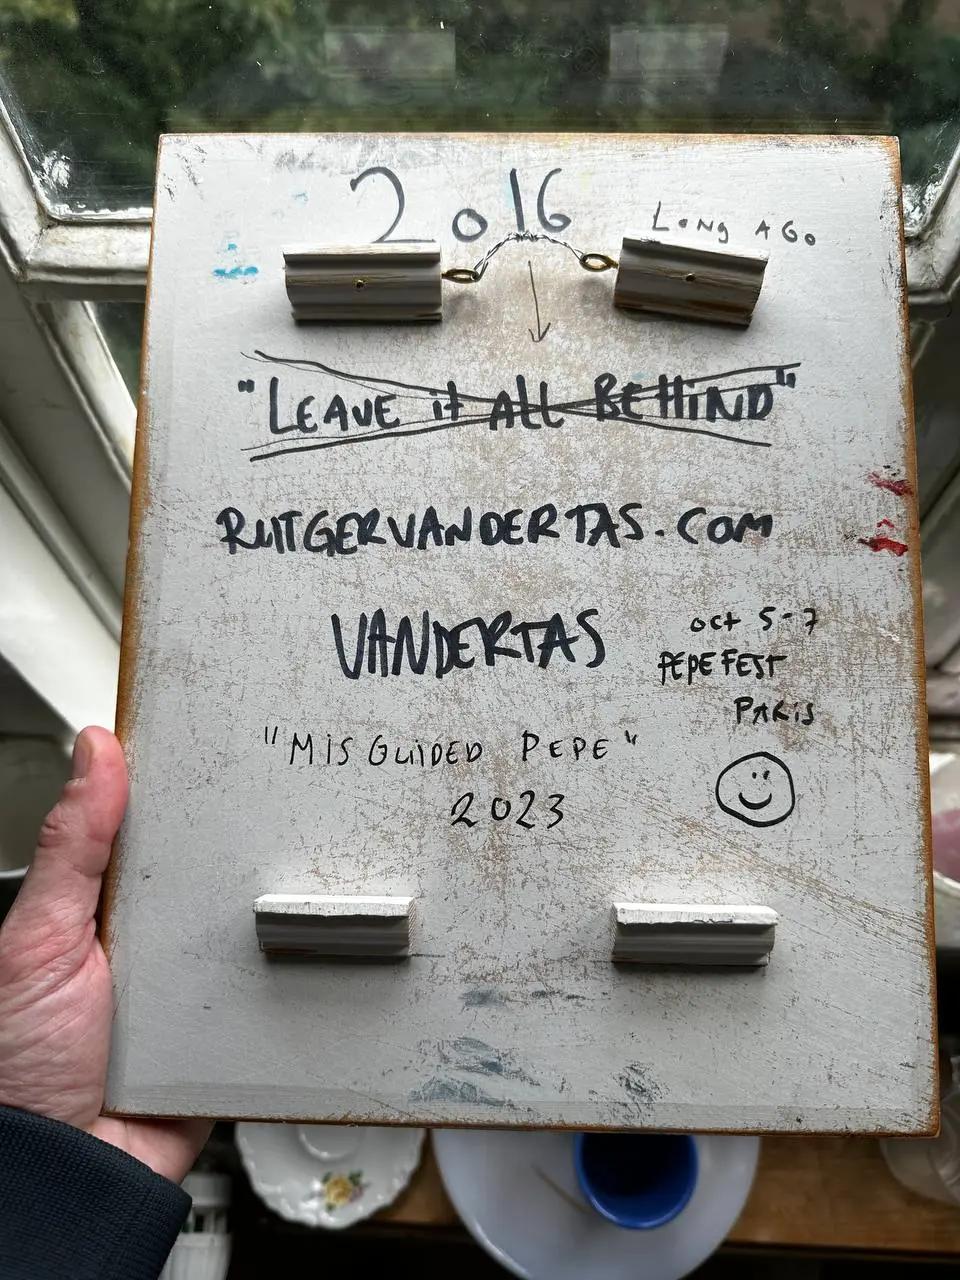 2016
LONG AGO
"LEAVE it All BEHIND"
RUTGERVANDERTAS.COM
VANDERTAS
oct 5-7
PEPEFEST
PARiS
"MISGUIDED PEPE"
2023